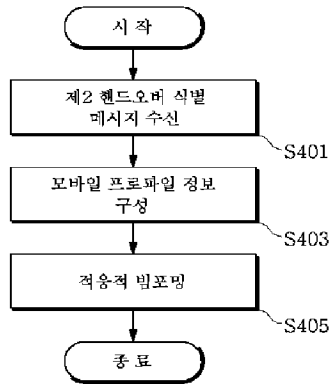 시 작
제2 핸드오버 식별
메시지 수신
S401
모바일 프로파일 정보
구성
S403
적응적 빔포밍
S405
종 료